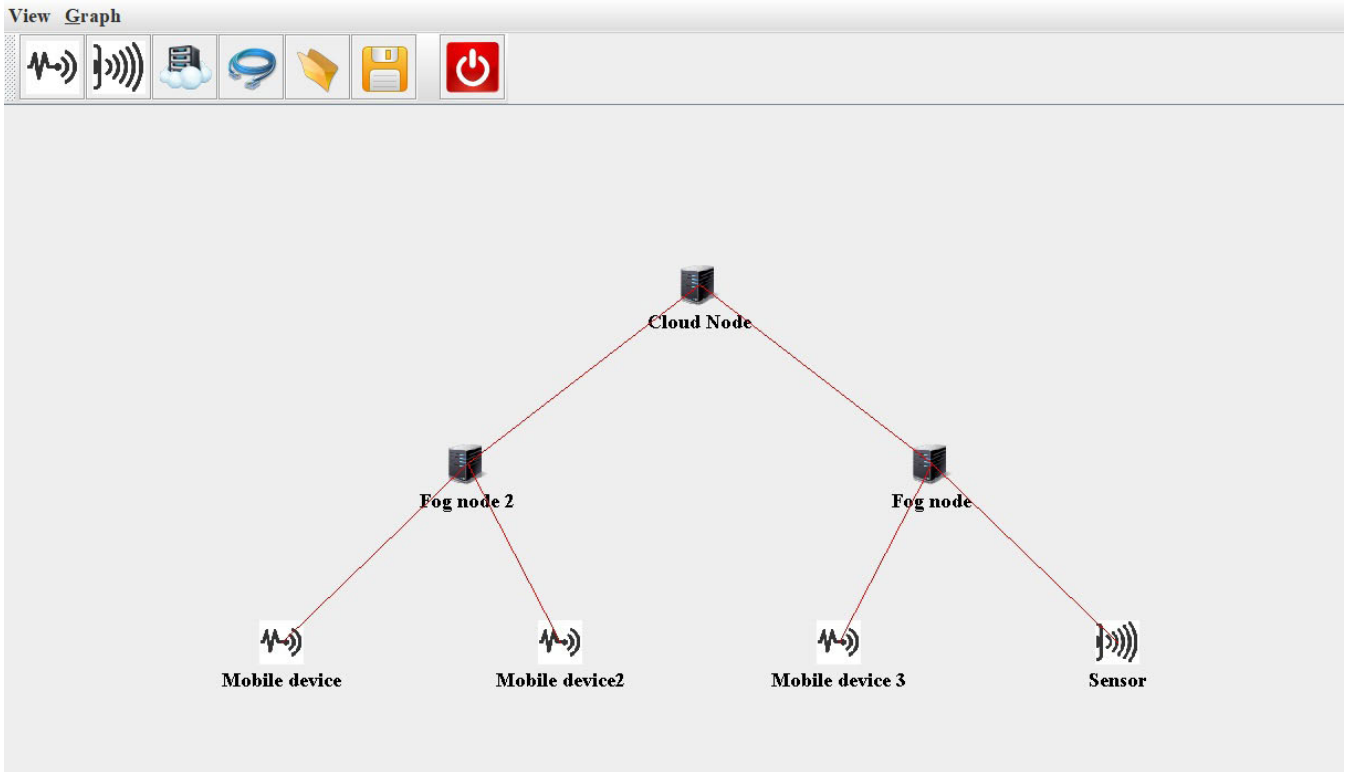 View Graph
Cloud Node
Fog node 2
Fog node
Mobile device
Mobile device2
Mobile device 3
Sensor